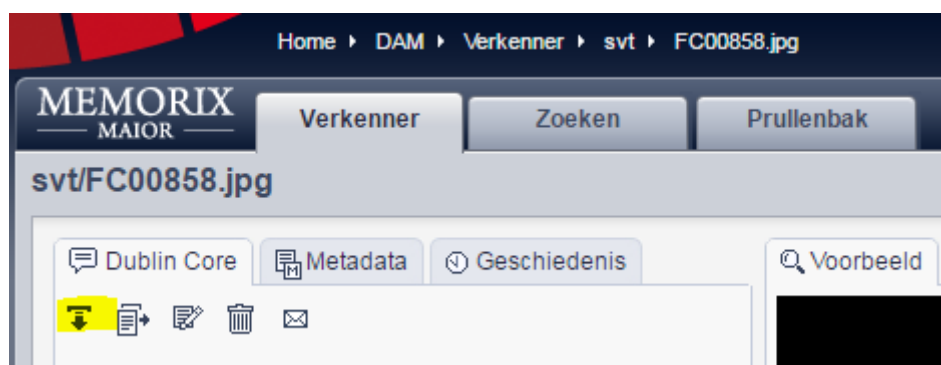 Home ▸ DAM ▸ Verkenner ▸ svt ▸ FC00858.jpg
MEMORIX
MAIOR
Verkenner Zoeken Prullenbak
svt/FC00858.jpg
Dublin Core Metadata Geschiedenis Voorbeeld